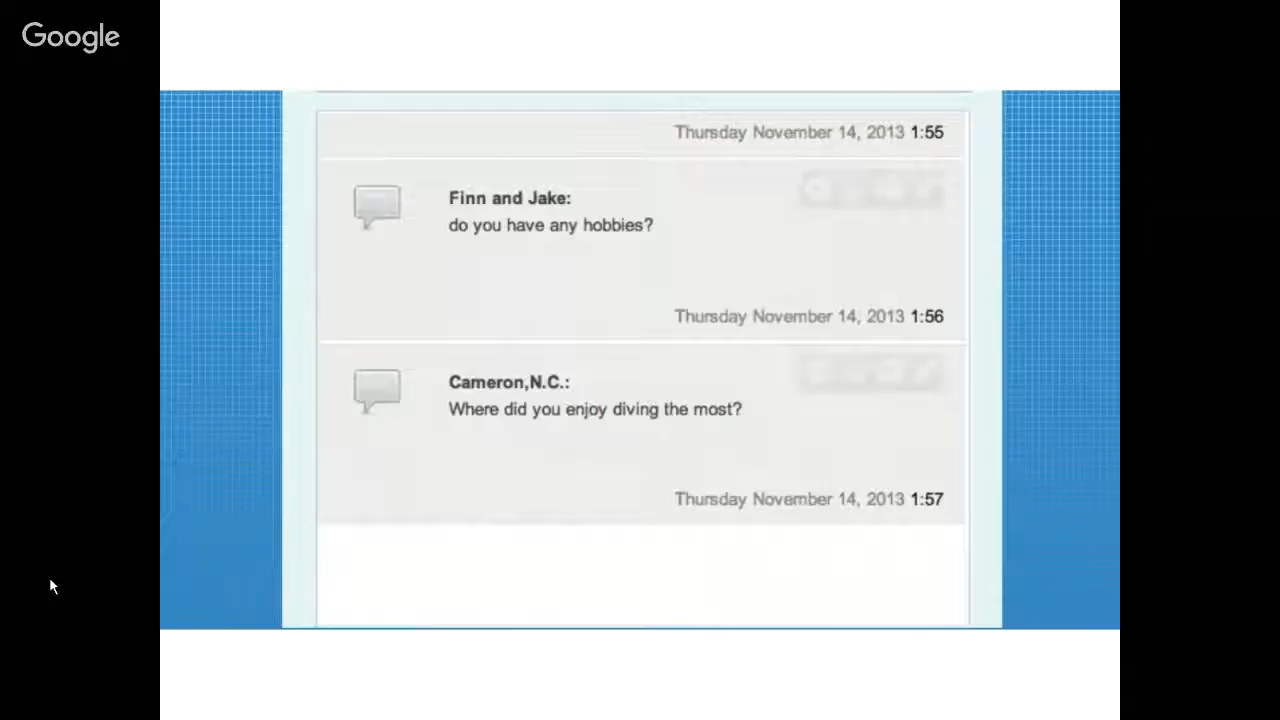 Google
Thursday November 14, 2013 1:55
Finn and Jake:
do you have any hobbies?
Thursday November 14, 2013 1:56
Cameron,N.C.:
Where did you enjoy diving the most?
Thursday November 14, 2013 1:57